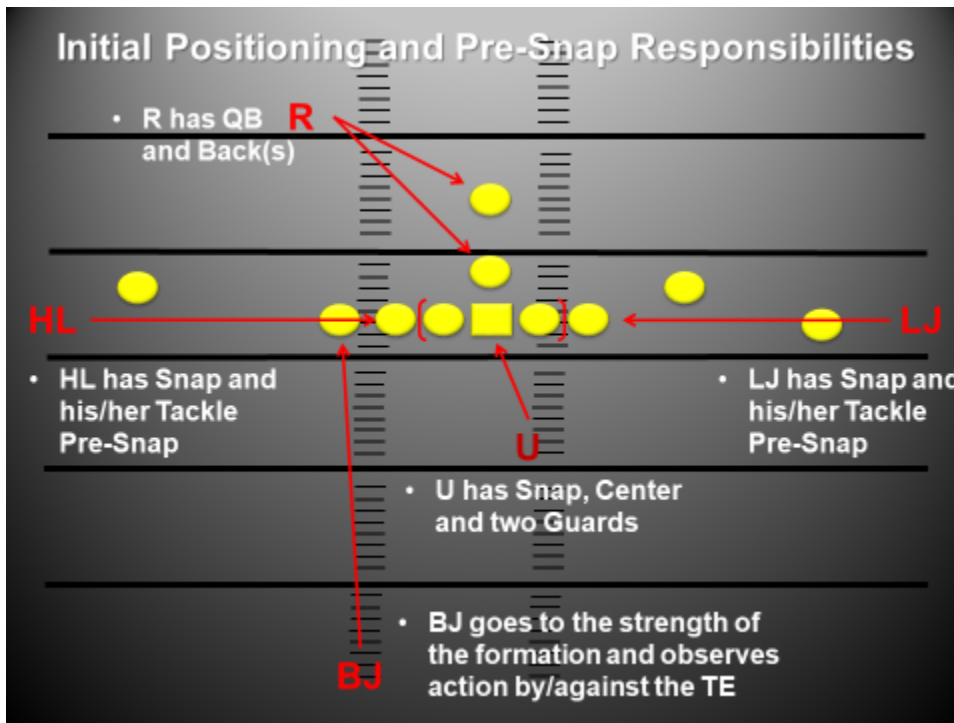 Initial Positioning and Pre-Snap Responsibilities
• R has QB
and Back(s)
R
HL
LJ
• HL has Snap and
his/her Tackle
Pre-Snap
• LJ has Snap and
his/her Tackle
Pre-Snap
U
• U has Snap, Center
and two Guards
• BJ goes to the strength of
the formation and observes
action by/against the TE
BJ